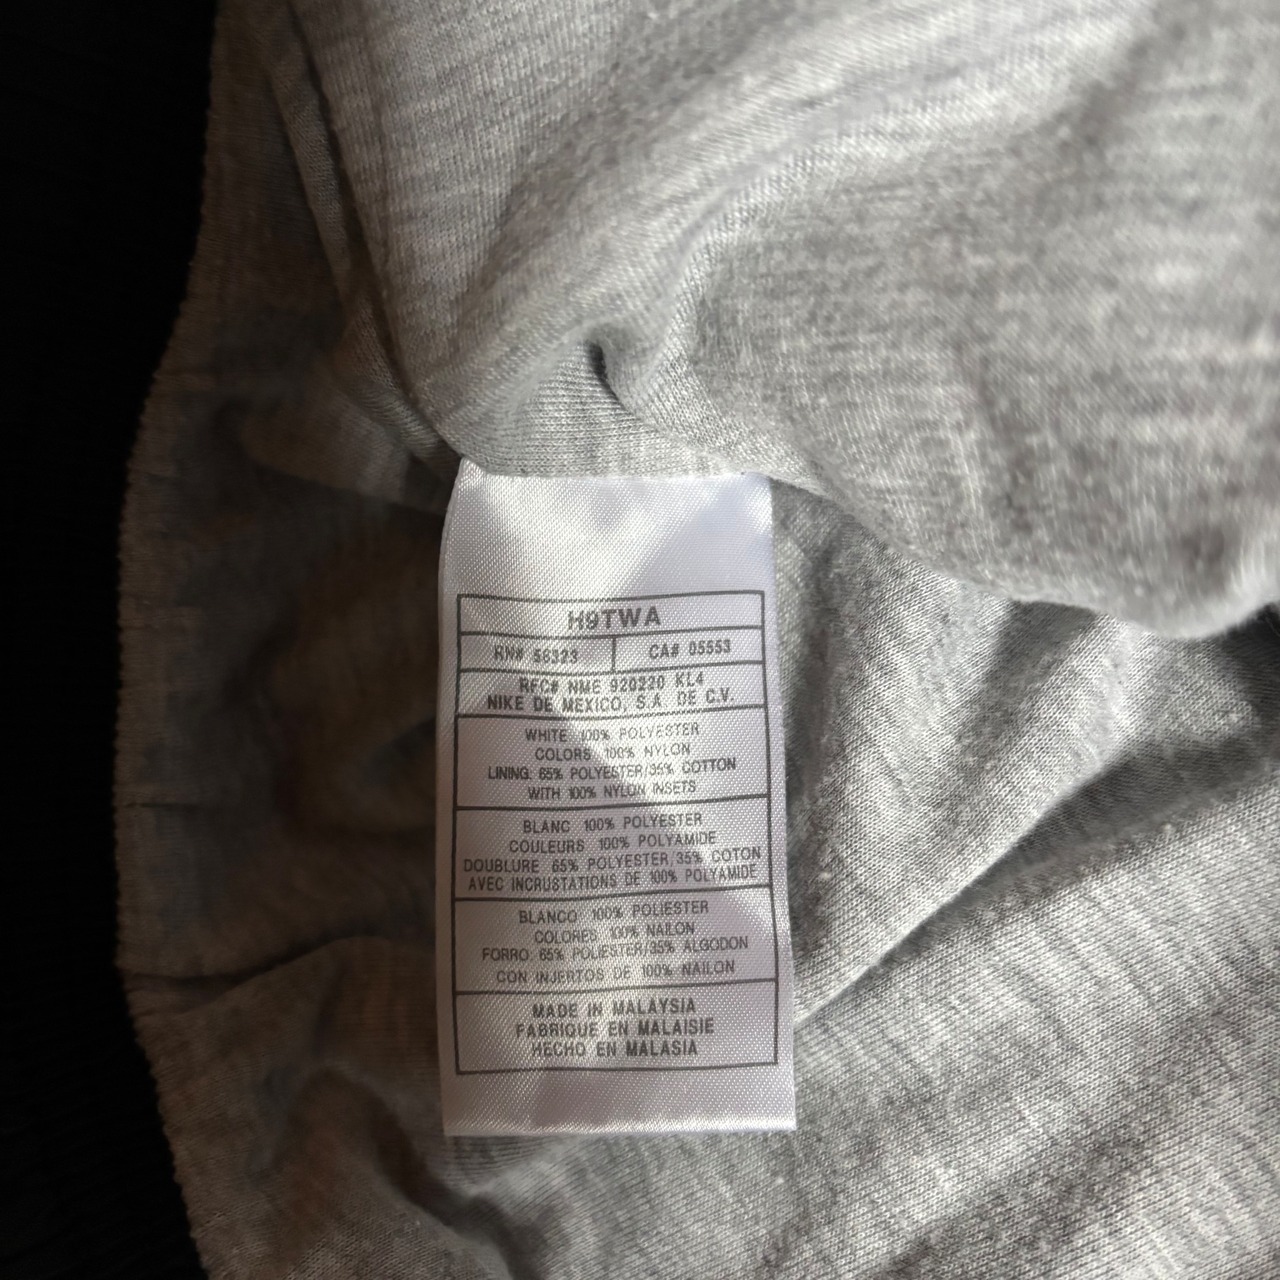 H9TWA
RN# 56323 CA# 05553
RFC# NME 920220 KL4
NIKE DE MEXICO, S.A. DE C.V.
WHITE 100% POLYESTER
COLORS 100% NYLON
LINING: 65% POLYESTER/35% COTTON
WITH 100% NYLON INSETS
BLANC 100% POLYESTER
COULEURS 100% POLYAMIDE
DOUBLURE 65% POLYESTER/35% COTON
AVEC INCRUSTATIONS DE 100% POLYAMIDE
BLANCO 100% POLIESTER
COLORES 100% NAILON
FORRO: 65% POLIESTER/35% ALGODON
CON INJERTOS DE 100% NAILON
MADE IN MALAYSIA
FABRIQUE EN MALAISIE
HECHO EN MALASIA